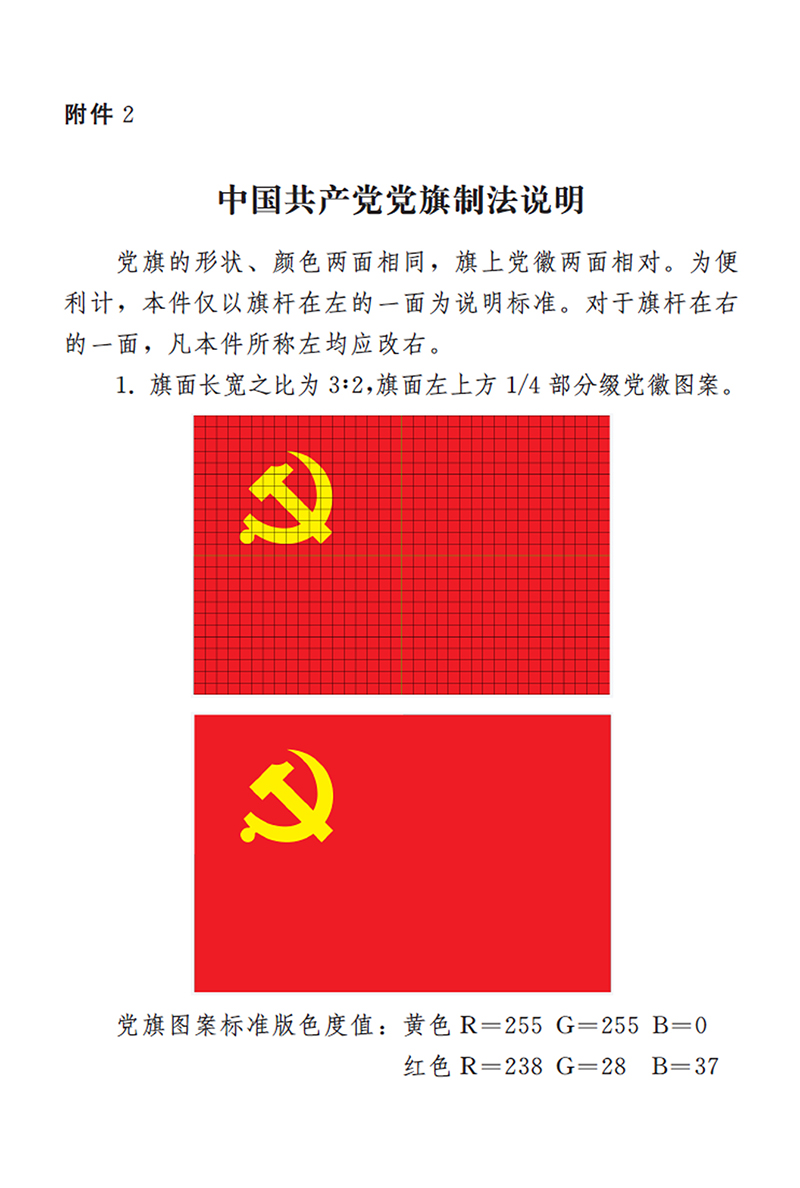 附件 2
中国共产党党旗制法说明
党旗的形状、颜色两面相同，旗上党徽两面相对。为便
利计，本件仅以旗杆在左的一面为说明标准。对于旗杆在右
的一面，凡本件所称左均应改右。
1. 旗面长宽之比为 3∶2，旗面左上方 1/4 部分缀党徽图案。
党旗图案标准版色度值：黄色 R＝255 G＝255 B＝0
红色 R＝238 G＝28 B＝37